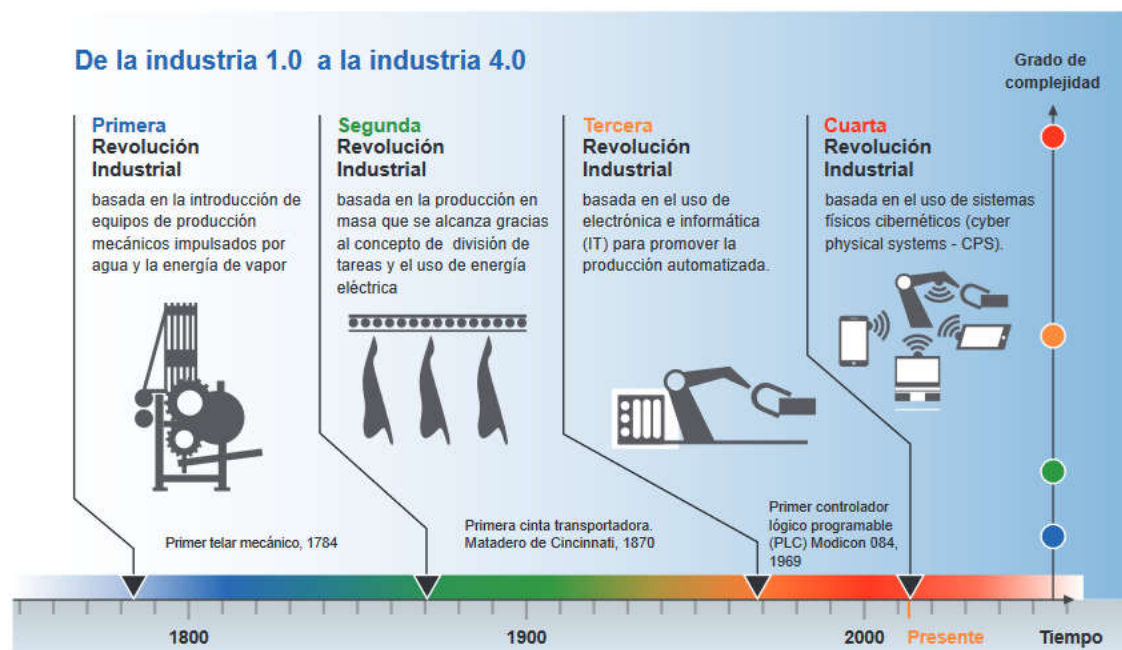 De la industria 1.0 a la industria 4.0
Grado de
complejidad
Primera
Revolución
Industrial
basada en la introducción de
equipos de producción
mecánicos impulsados por
agua y la energía de vapor
Segunda
Revolución
Industrial
basada en la producción en
masa que se alcanza gracias
al concepto de división de
tareas y el uso de energía
eléctrica
Tercera
Revolución
Industrial
basada en el uso de
electrónica e informática
(IT) para promover la
producción automatizada.
Cuarta
Revolución
Industrial
basada en el uso de sistemas
físicos cibernéticos (cyber
physical systems - CPS).
Primer telar mecánico, 1784
Primera cinta transportadora.
Matadero de Cincinnati, 1870
Primer controlador
lógico programable
(PLC) Modicon 084,
1969
1800
1900
2000
Presente
Tiempo